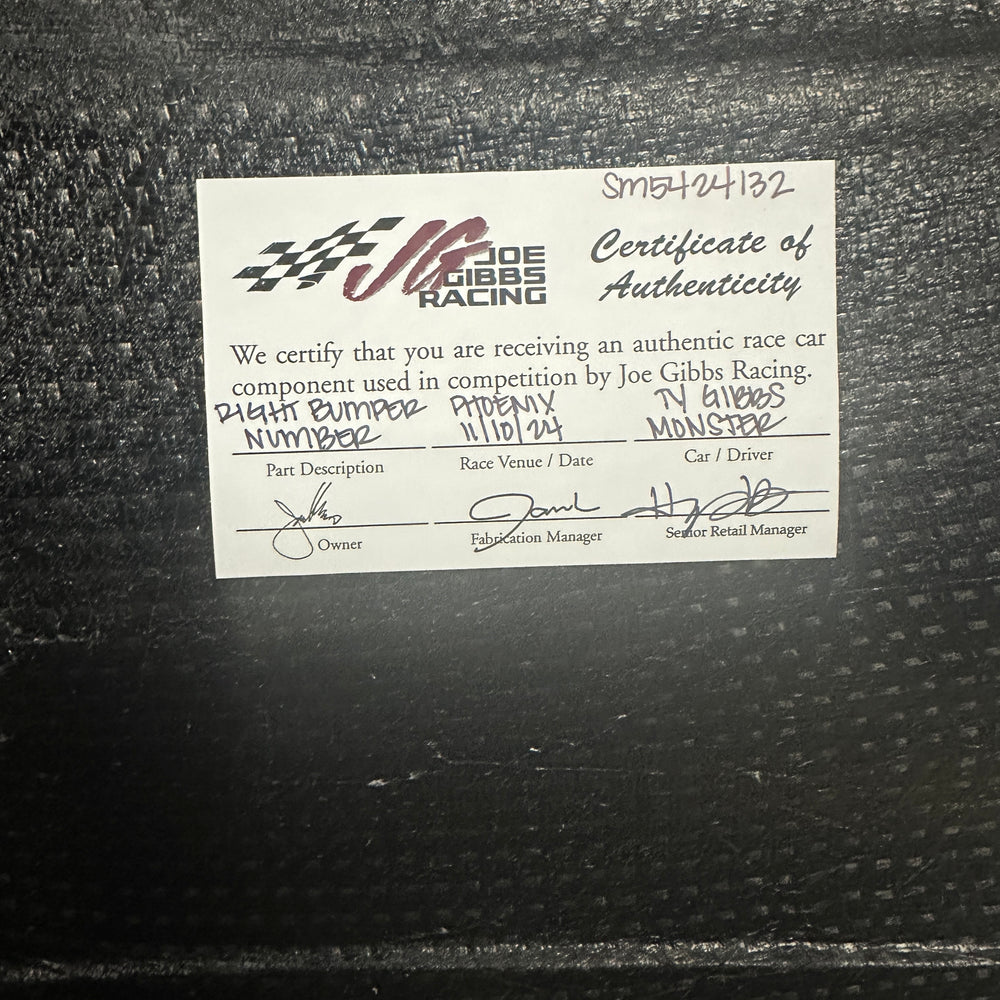 SM5424132
JG JOE
GIBBS
RACING
Certificate of
Authenticity
We certify that you are receiving an authentic race car
component used in competition by Joe Gibbs Racing.
RIGHT BUMPER
NUMBER
PHOENIX
11/10/24
TY GIBBS
MONSTER
Part Description
Race Venue / Date
Car / Driver
Owner
Fabrication Manager
Senior Retail Manager